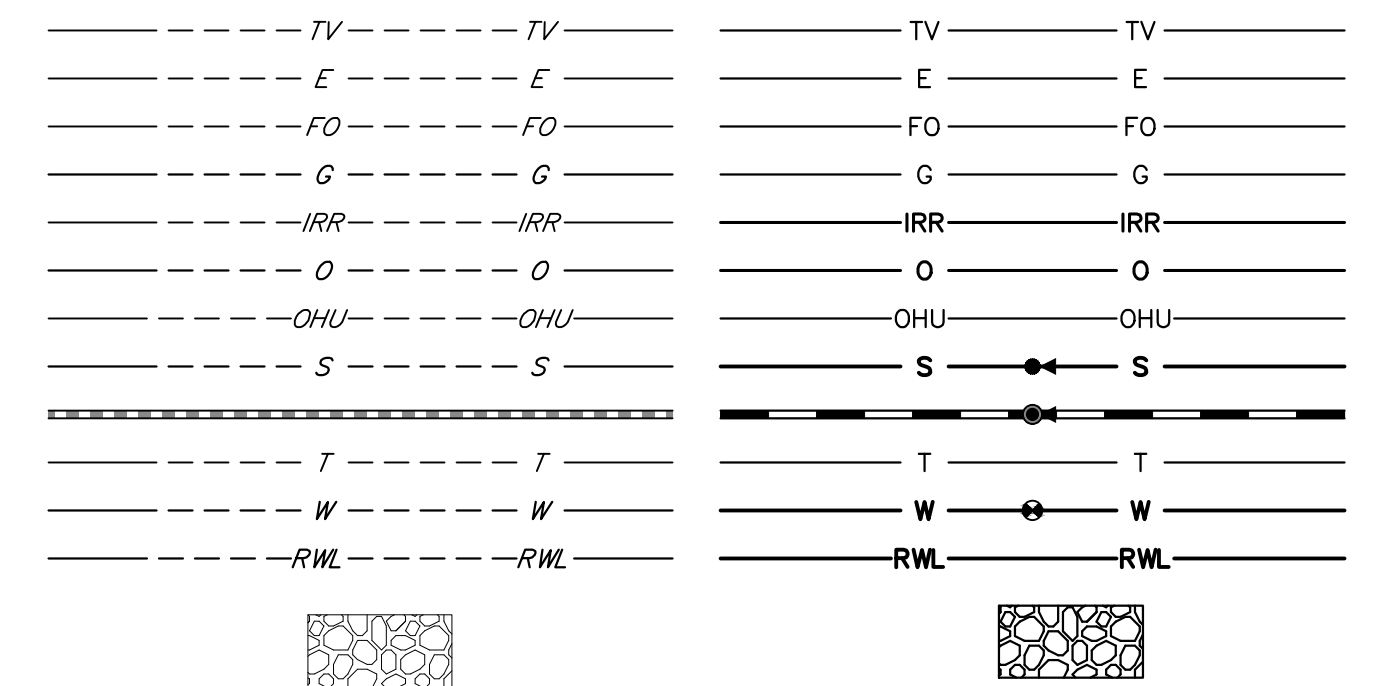 TV TV TV TV
E E E E
FO FO FO FO
G G G G
IRR IRR IRR IRR
O O O O
OHU OHU OHU OHU
S S S S
T T T T
W W W W
RWL RWL RWL RWL